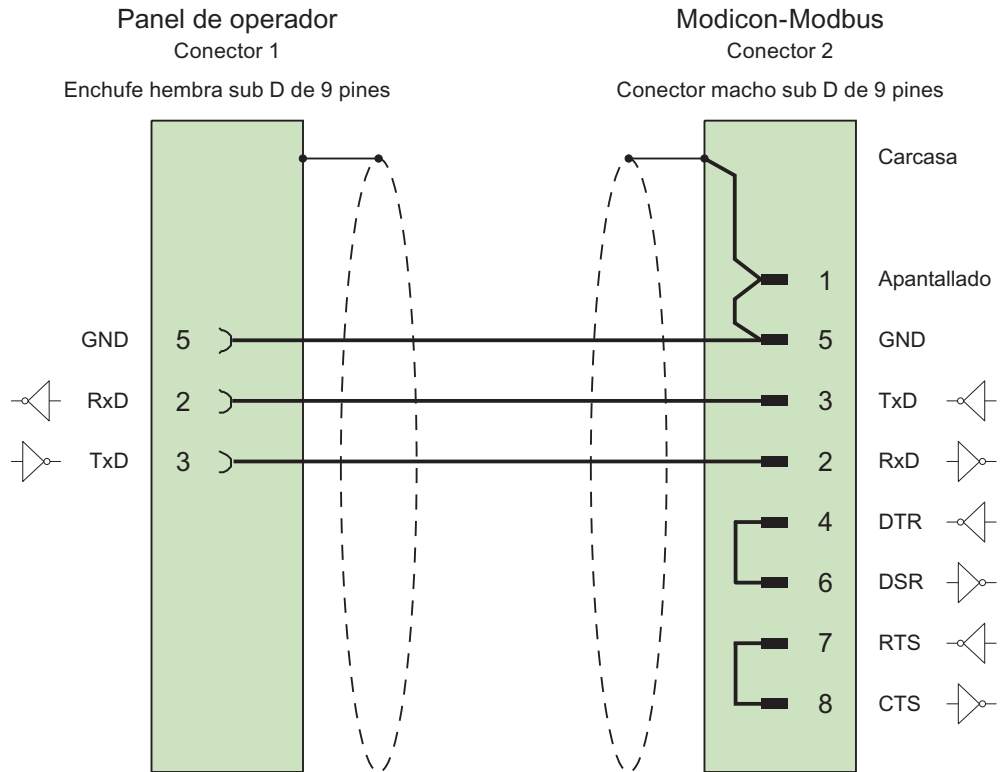 Panel de operador
Conector 1
Enchufe hembra sub D de 9 pines
Modicon-Modbus
Conector 2
Conector macho sub D de 9 pines
Carcasa
1 Apantallado
GND 5 5 GND
RxD 2 3 TxD
TxD 3 2 RxD
4 DTR
6 DSR
7 RTS
8 CTS